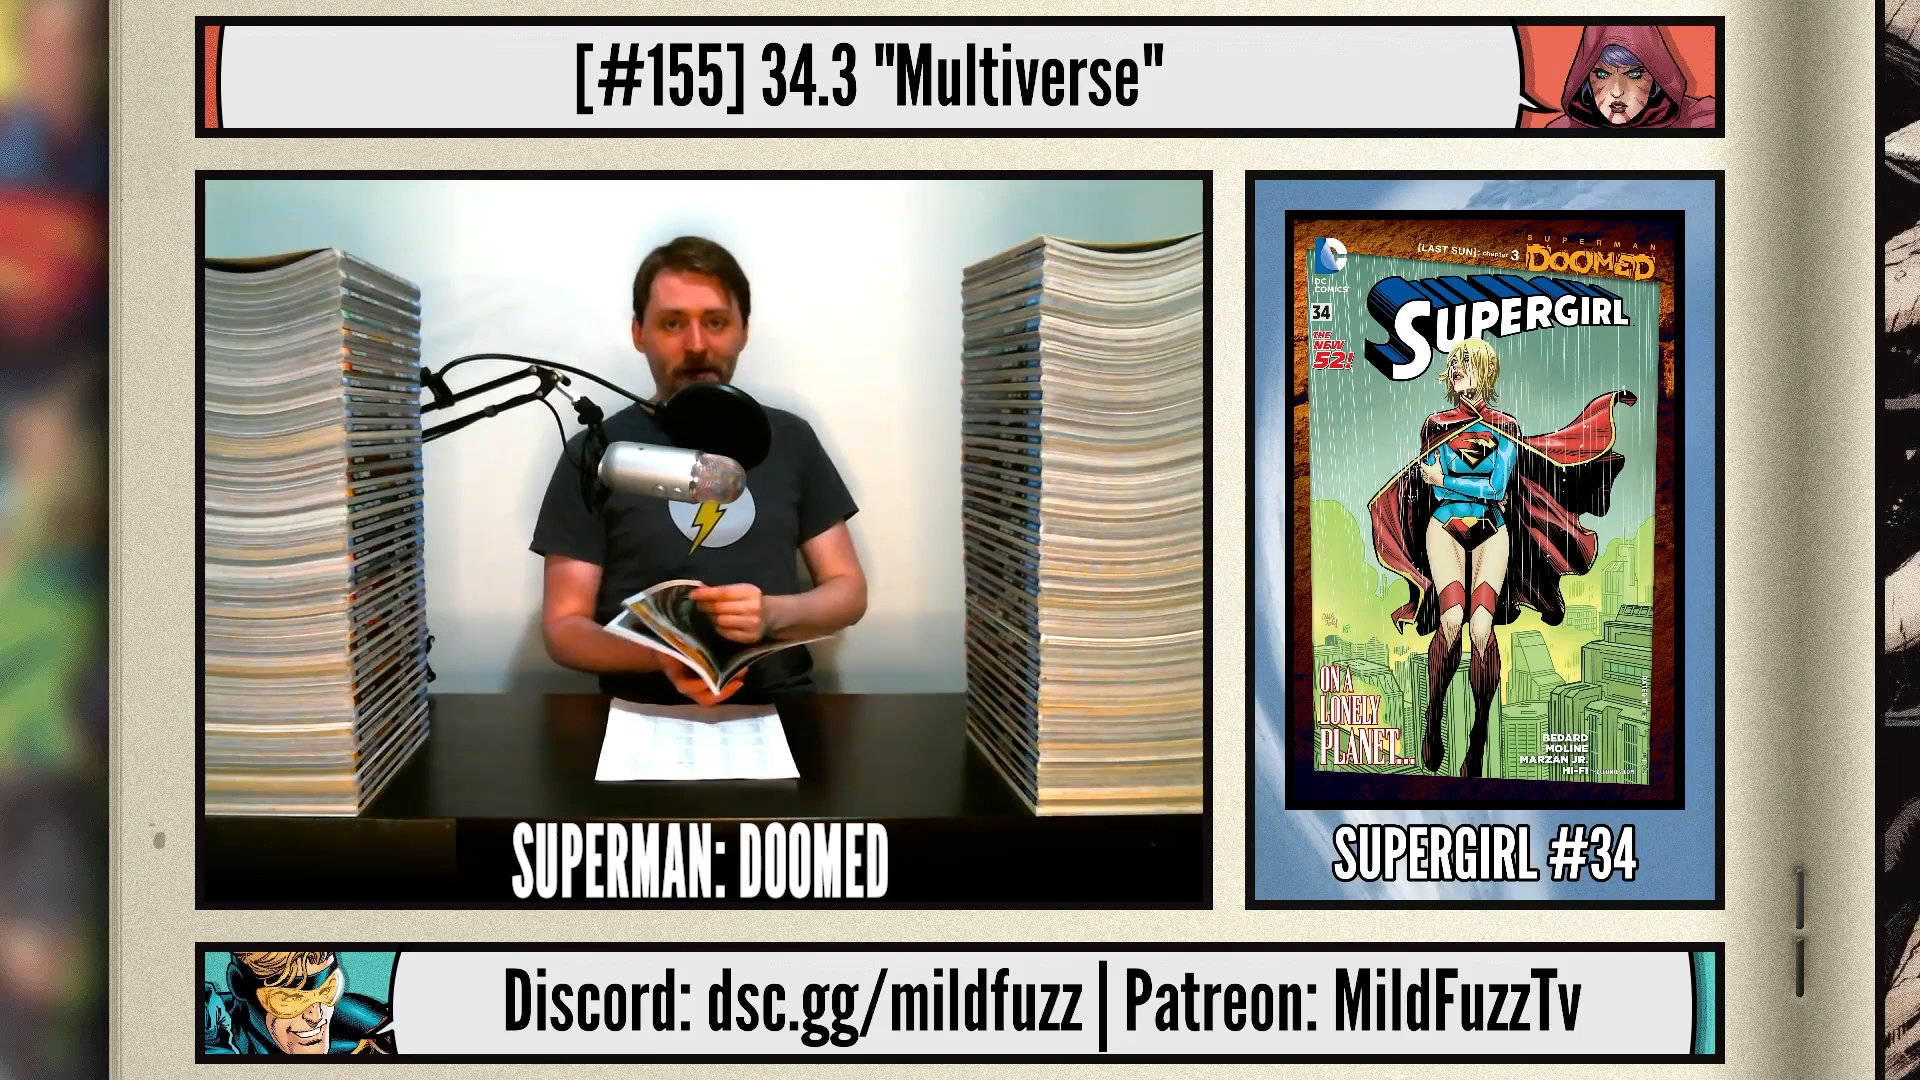 [#155] 34.3 "Multiverse"
[LAST SUN]: chapter 3
SUPERMAN
DOOMED
DC
COMICS
34
THE
NEW
52!
SUPERGIRL
ON A
LONELY
PLANET...
BEDARD
MOLINE
MARZAN JR.
HI-FI
SUPERMAN: DOOMED
SUPERGIRL #34
Discord: dsc.gg/mildfuzz | Patreon: MildFuzzTv